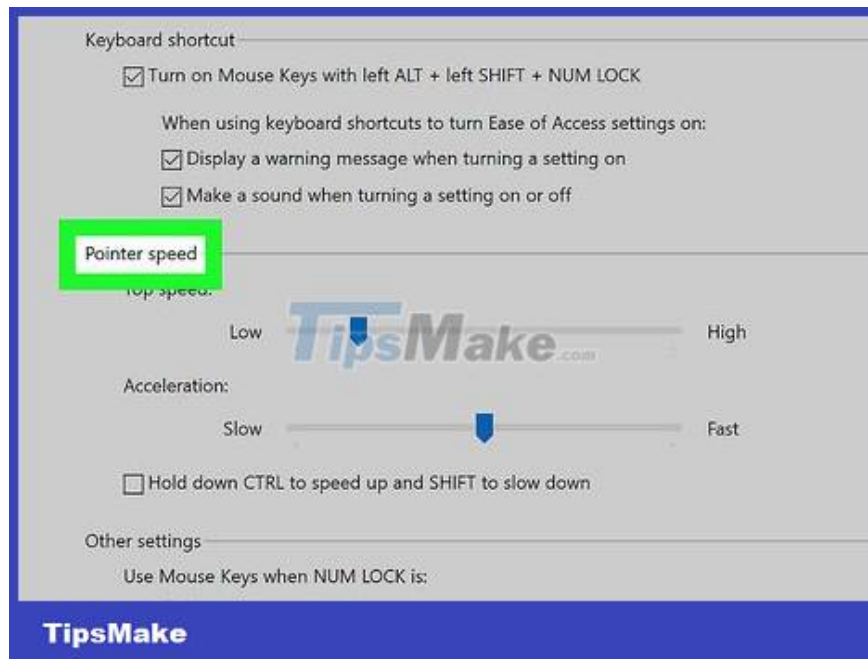 Keyboard shortcut
Turn on Mouse Keys with left ALT + left SHIFT + NUM LOCK
When using keyboard shortcuts to turn Ease of Access settings on:
Display a warning message when turning a setting on
Make a sound when turning a setting on or off
Pointer speed
Top speed:
Low High
TipsMake.com
Acceleration:
Slow Fast
Hold down CTRL to speed up and SHIFT to slow down
Other settings
Use Mouse Keys when NUM LOCK is:
TipsMake